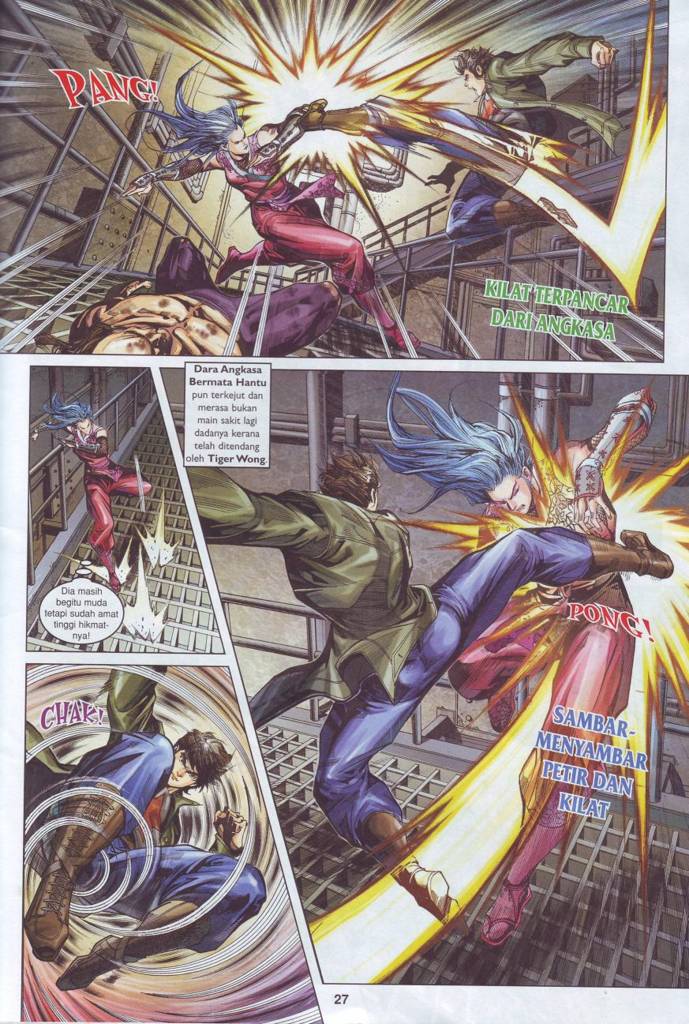 PANG!
KILAT TERPANCAR
DARI ANGKASA
Dara Angkasa
Bermata Hantu
pun terkejut dan
merasa bukan
main sakit lagi
dadanya kerana
telah ditendang
oleh Tiger Wong.
Dia masih
begitu muda
tetapi sudah amat
tinggi hikmat-
nya!
PONG!
CHAK!
SAMBAR-
MENYAMBAR
PETIR DAN
KILAT
27